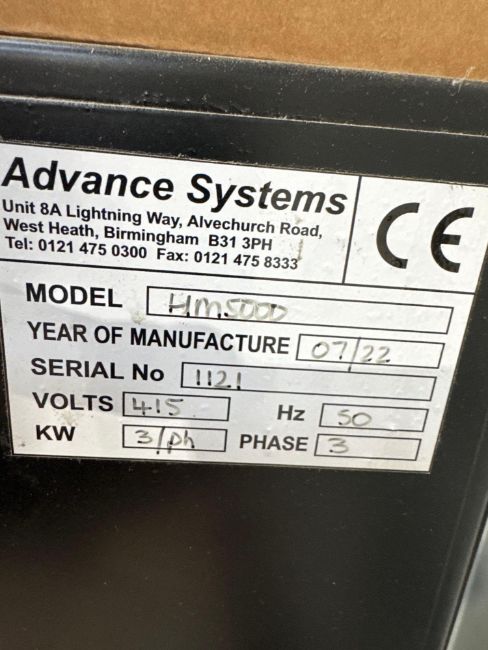 Advance Systems
Unit 8A Lightning Way, Alvechurch Road,
West Heath, Birmingham B31 3PH
Tel: 0121 475 0300 Fax: 0121 475 8333
CE
MODEL HM5000
YEAR OF MANUFACTURE 07/22
SERIAL No 1121
VOLTS 415 Hz 50
KW 3/ph PHASE 3